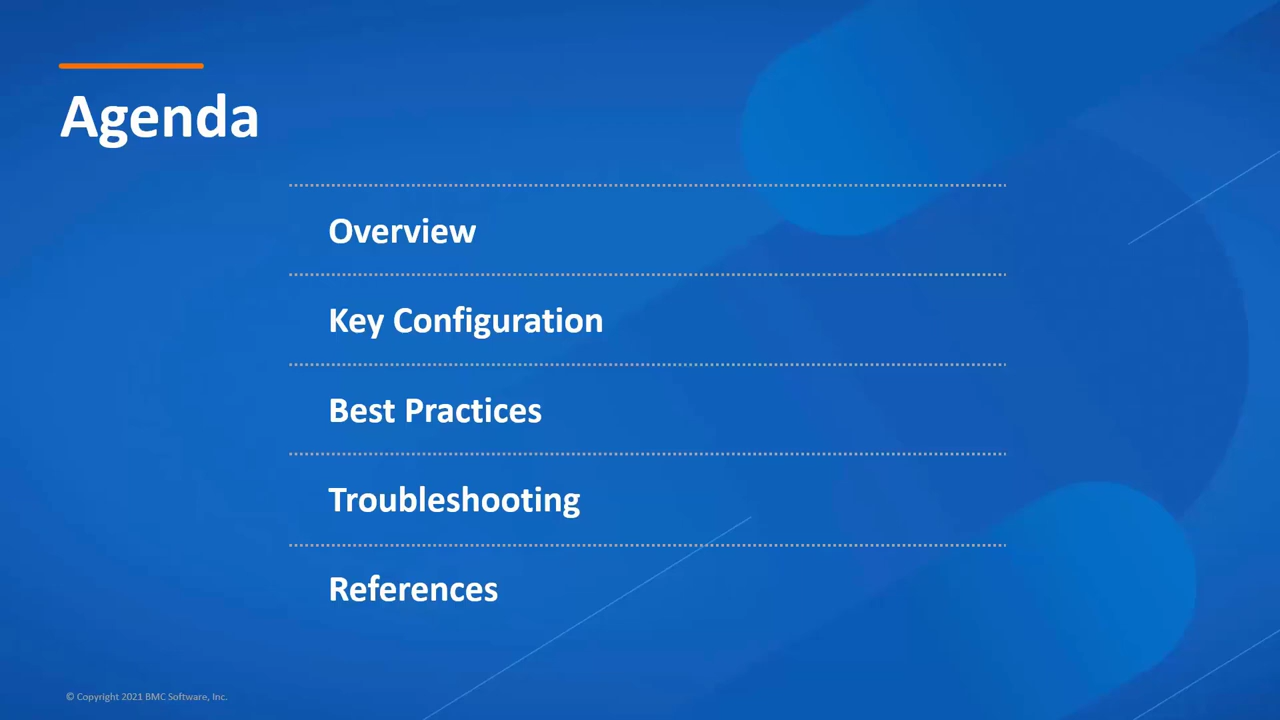 Agenda
Overview
Key Configuration
Best Practices
Troubleshooting
References
© Copyright 2021 BMC Software, Inc.